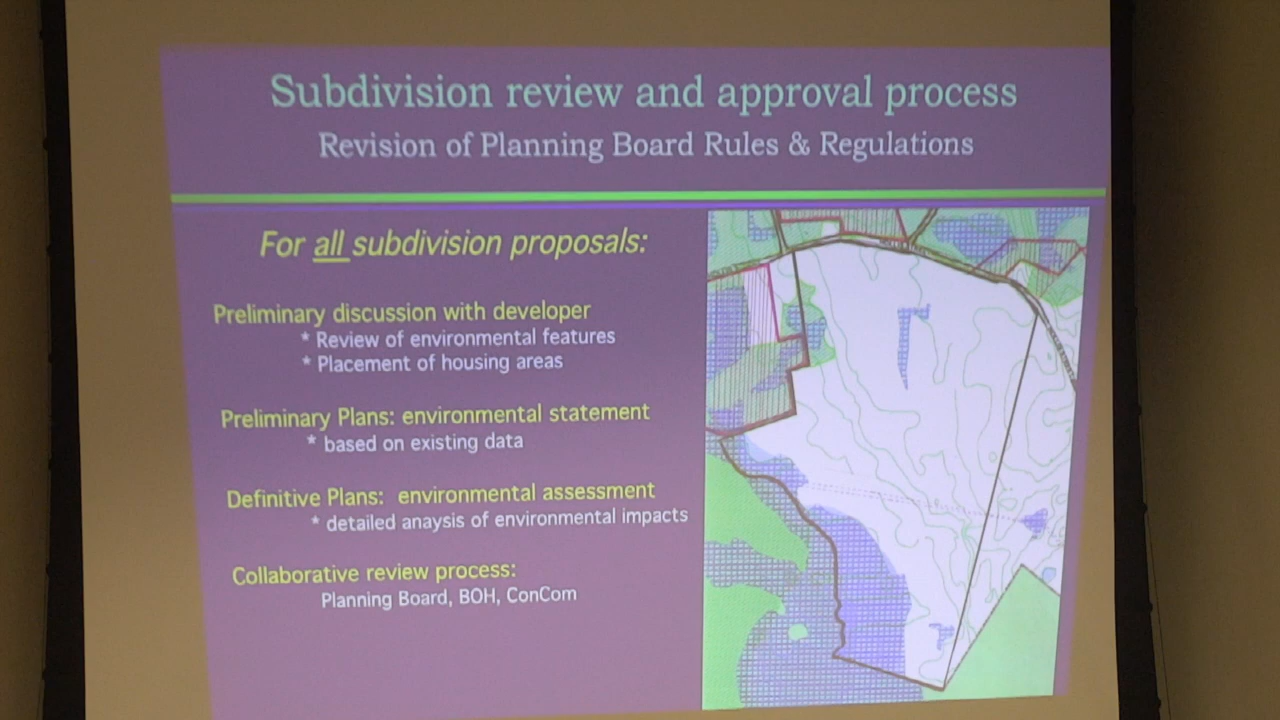 Subdivision review and approval process
Revision of Planning Board Rules & Regulations
For all subdivision proposals:
Preliminary discussion with developer
* Review of environmental features
* Placement of housing areas
Preliminary Plans: environmental statement
* based on existing data
Definitive Plans: environmental assessment
* detailed anaysis of environmental impacts
Collaborative review process:
Planning Board, BOH, ConCom